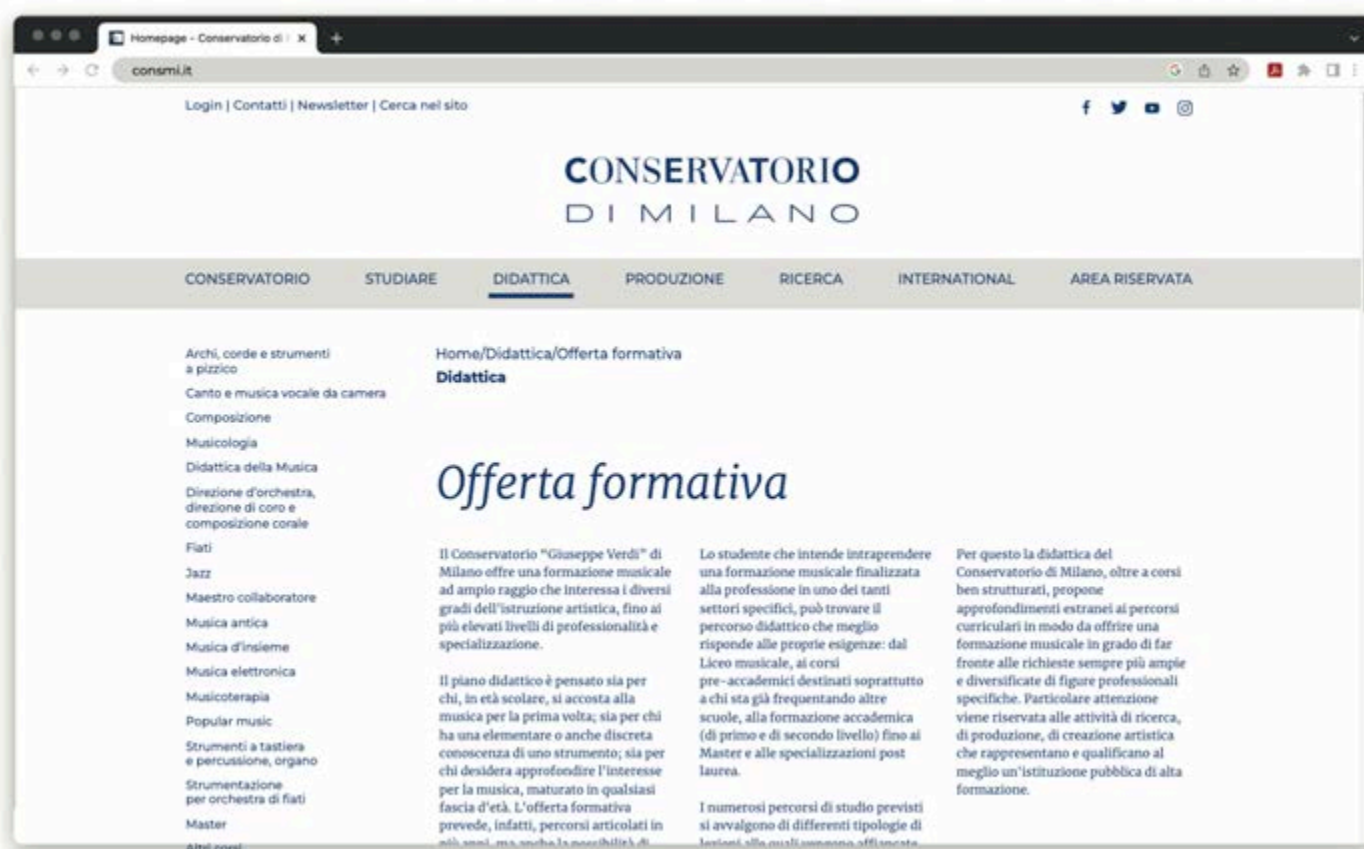 Homepage - Conservatorio di
consmi.it
Login | Contatti | Newsletter | Cerca nel sito
CONSERVATORIO
DI MILANO
CONSERVATORIO STUDIARE DIDATTICA PRODUZIONE RICERCA INTERNATIONAL AREA RISERVATA
Archi, corde e strumenti
a pizzico
Canto e musica vocale da camera
Composizione
Musicologia
Didattica della Musica
Direzione d'orchestra,
direzione di coro e
composizione corale
Fiati
Jazz
Maestro collaboratore
Musica antica
Musica d'insieme
Musica elettronica
Musicoterapia
Popular music
Strumenti a tastiera
e percussione, organo
Strumentazione
per orchestra di fiati
Master
Altri corsi
Home/Didattica/Offerta formativa
Didattica
Offerta formativa
Il Conservatorio “Giuseppe Verdi” di
Milano offre una formazione musicale
ad ampio raggio che interessa i diversi
gradi dell'istruzione artistica, fino ai
più elevati livelli di professionalità e
specializzazione.
Il piano didattico è pensato sia per
chi, in età scolare, si accosta alla
musica per la prima volta; sia per chi
ha una elementare o anche discreta
conoscenza di uno strumento; sia per
chi desidera approfondire l'interesse
per la musica, maturato in qualsiasi
fascia d'età. L'offerta formativa
prevede, infatti, percorsi articolati in
più anni, ma anche la possibilità di
Lo studente che intende intraprendere
una formazione musicale finalizzata
alla professione in uno dei tanti
settori specifici, può trovare il
percorso didattico che meglio
risponde alle proprie esigenze: dal
Liceo musicale, ai corsi
pre-accademici destinati soprattutto
a chi sta già frequentando altre
scuole, alla formazione accademica
(di primo e di secondo livello) fino ai
Master e alle specializzazioni post
laurea.
I numerosi percorsi di studio previsti
si avvalgono di differenti tipologie di
lezioni alle quali vengono affiancate
Per questo la didattica del
Conservatorio di Milano, oltre a corsi
ben strutturati, propone
approfondimenti estranei ai percorsi
curriculari in modo da offrire una
formazione musicale in grado di far
fronte alle richieste sempre più ampie
e diversificate di figure professionali
specifiche. Particolare attenzione
viene riservata alle attività di ricerca,
di produzione, di creazione artistica
che rappresentano e qualificano al
meglio un'istituzione pubblica di alta
formazione.